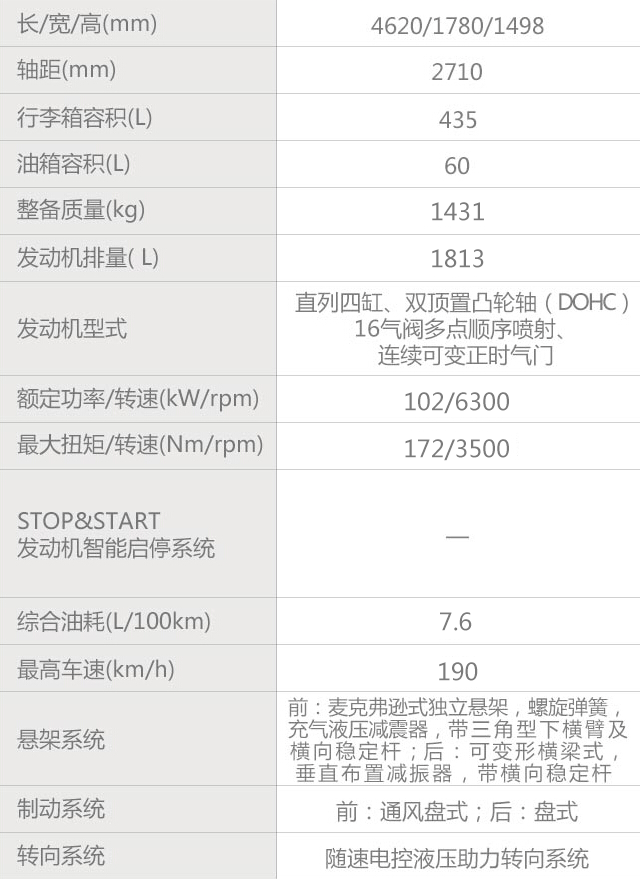 长/宽/高(mm) 4620/1780/1498
轴距(mm) 2710
行李箱容积(L) 435
油箱容积(L) 60
整备质量(kg) 1431
发动机排量( L) 1813
发动机型式
直列四缸、双顶置凸轮轴（DOHC）
16气阀多点顺序喷射、
连续可变正时气门
额定功率/转速(kW/rpm) 102/6300
最大扭矩/转速(Nm/rpm) 172/3500
STOP&START
发动机智能启停系统
—
综合油耗(L/100km) 7.6
最高车速(km/h) 190
悬架系统
前：麦克弗逊式独立悬架，螺旋弹簧，
充气液压减震器，带三角型下横臂及
横向稳定杆；后：可变形横梁式，
垂直布置减振器，带横向稳定杆
制动系统 前：通风盘式；后：盘式
转向系统 随速电控液压助力转向系统